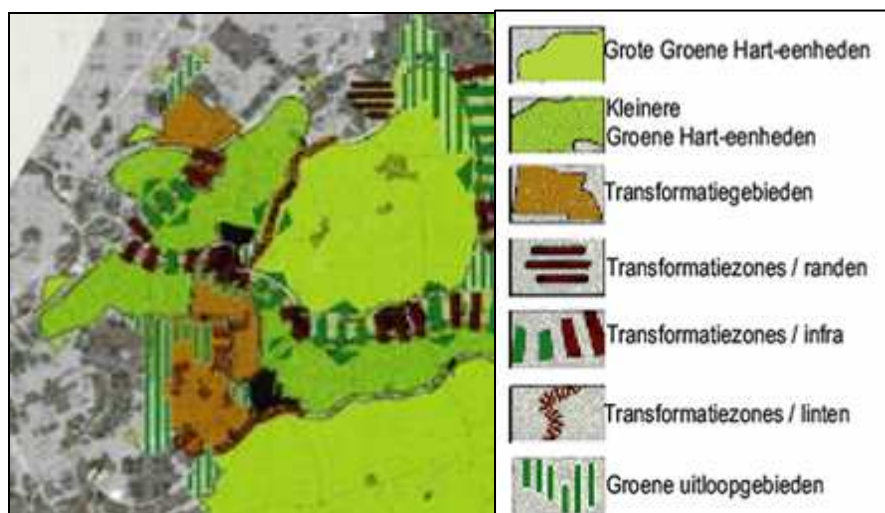 Grote Groene Hart-eenheden
Kleinere
Groene Hart-eenheden
Transformatiegebieden
Transformatiezones / randen
Transformatiezones / infra
Transformatiezones / linten
Groene uitloopgebieden